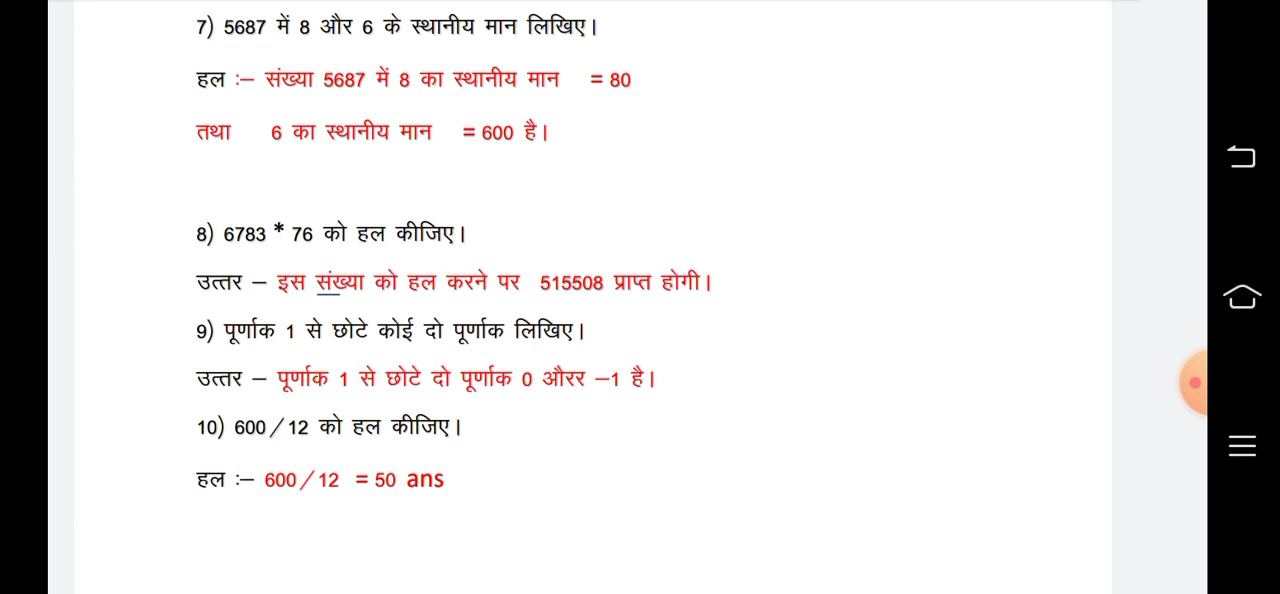 7) 5687 में 8 और 6 के स्थानीय मान लिखिए।
हल :– संख्या 5687 में 8 का स्थानीय मान = 80
तथा 6 का स्थानीय मान = 600 है।
8) 6783 * 76 को हल कीजिए।
उत्तर – इस संख्या को हल करने पर 515508 प्राप्त होगी।
9) पूर्णाक 1 से छोटे कोई दो पूर्णाक लिखिए।
उत्तर – पूर्णाक 1 से छोटे दो पूर्णाक 0 औरर –1 है।
10) 600/12 को हल कीजिए।
हल :– 600/12 = 50 ans